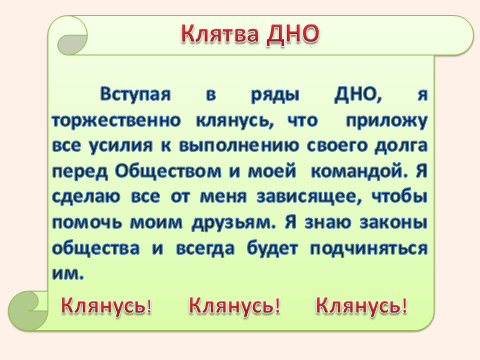 Клятва ДНО
Вступая в ряды ДНО, я
торжественно клянусь, что приложу
все усилия к выполнению своего долга
перед Обществом и моей командой. Я
сделаю все от меня зависящее, чтобы
помочь моим друзьям. Я знаю законы
общества и всегда будет подчиняться
им.
Клянусь! Клянусь! Клянусь!